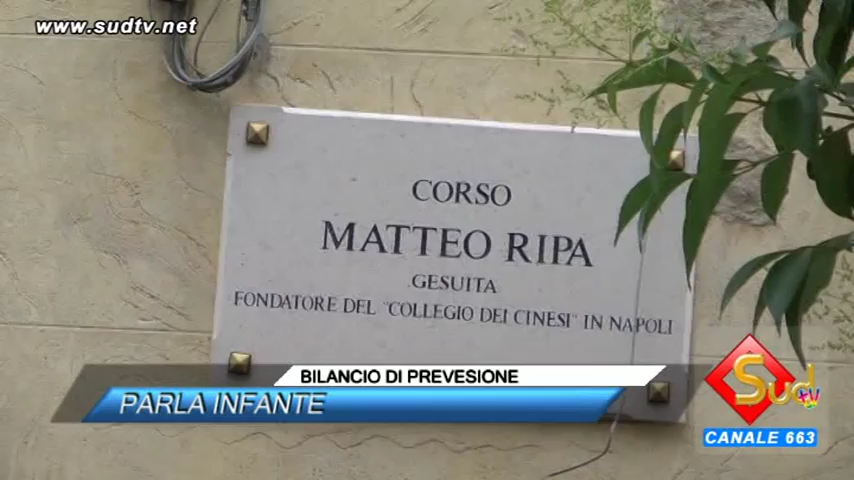 www.sudtv.net
CORSO
MATTEO RIPA
GESUITA
FONDATORE DEL "COLLEGIO DEI CINESI" IN NAPOLI
BILANCIO DI PREVESIONE
PARLA INFANTE
Sud tv
CANALE 663